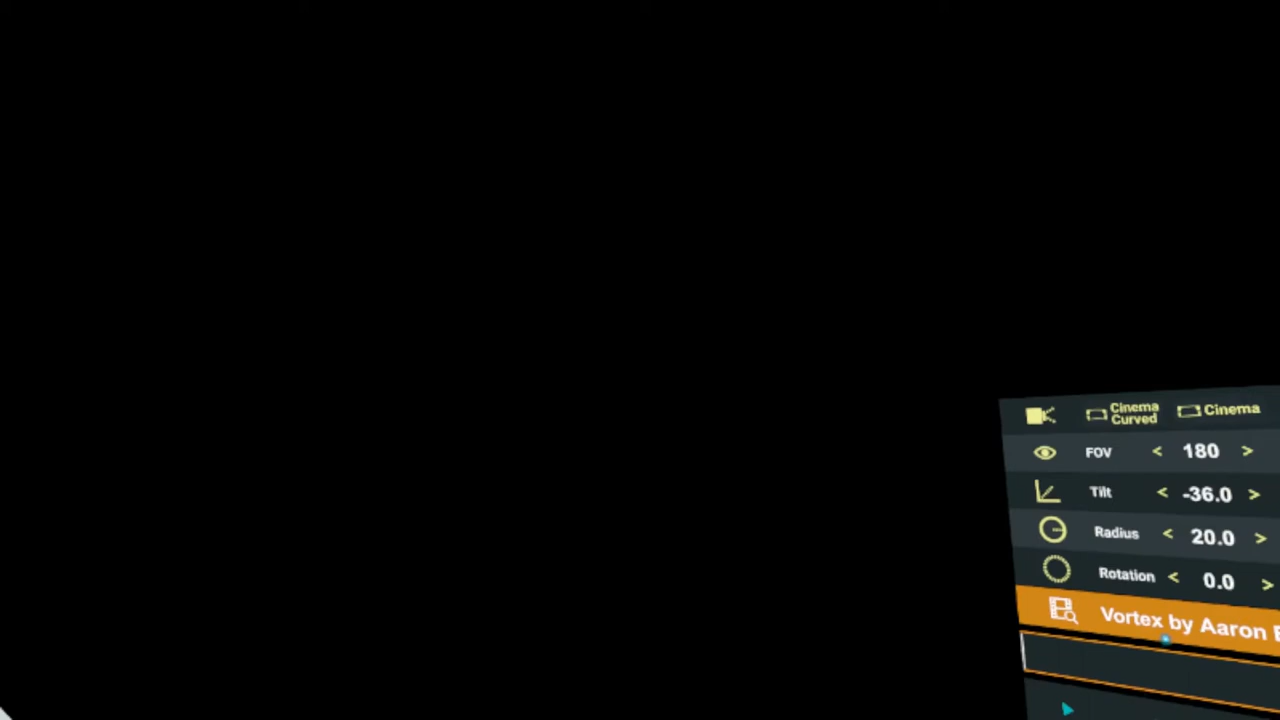 Cinema Curved
Cinema
FOV < 180 >
Tilt < -36.0 >
Radius < 20.0 >
Rotation < 0.0 >
Vortex by Aaron